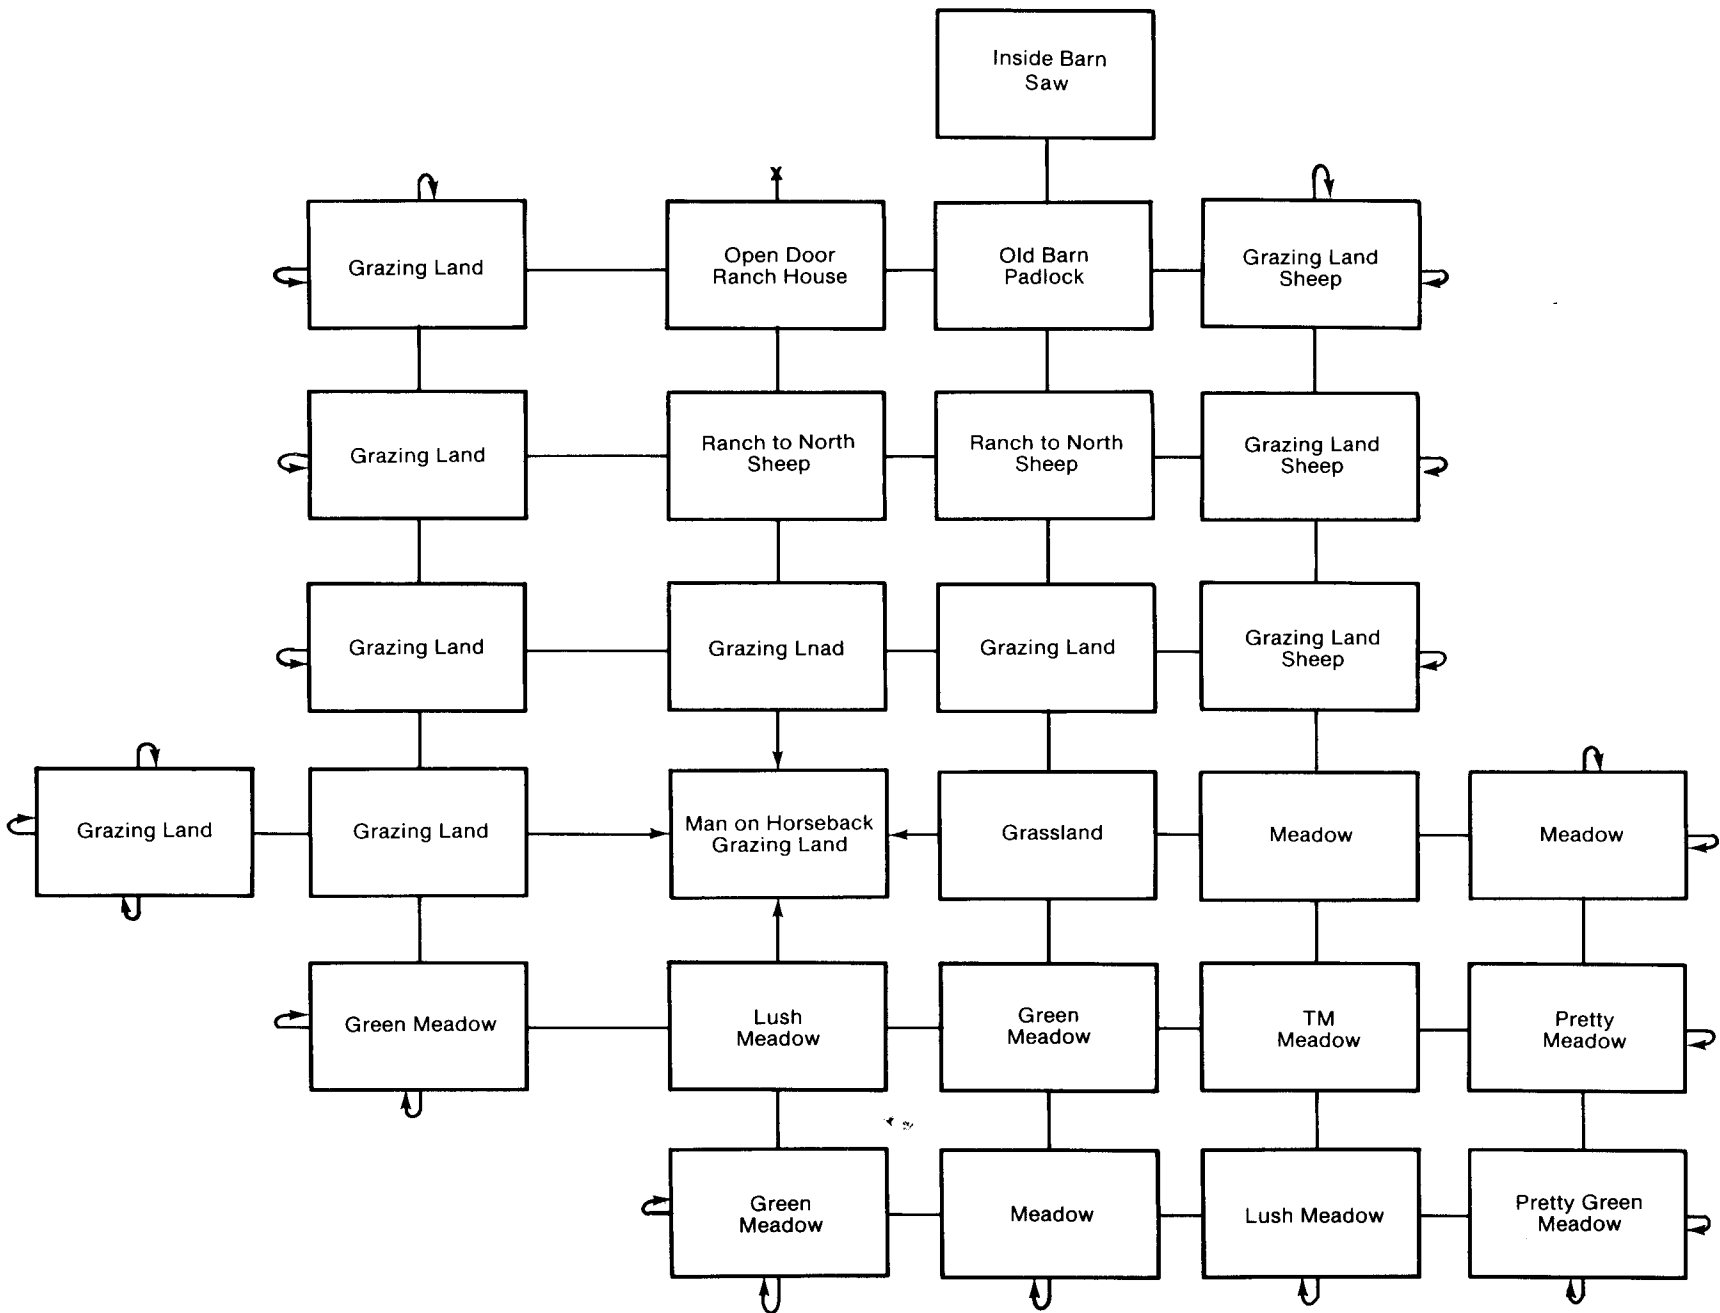 Inside Barn
Saw
Grazing Land
Open Door
Ranch House
Old Barn
Padlock
Grazing Land
Sheep
Grazing Land
Ranch to North
Sheep
Ranch to North
Sheep
Grazing Land
Sheep
Grazing Land
Grazing Lnad
Grazing Land
Grazing Land
Sheep
Grazing Land
Grazing Land
Man on Horseback
Grazing Land
Grassland
Meadow
Meadow
Green Meadow
Lush
Meadow
Green
Meadow
TM
Meadow
Pretty
Meadow
Green
Meadow
Meadow
Lush Meadow
Pretty Green
Meadow